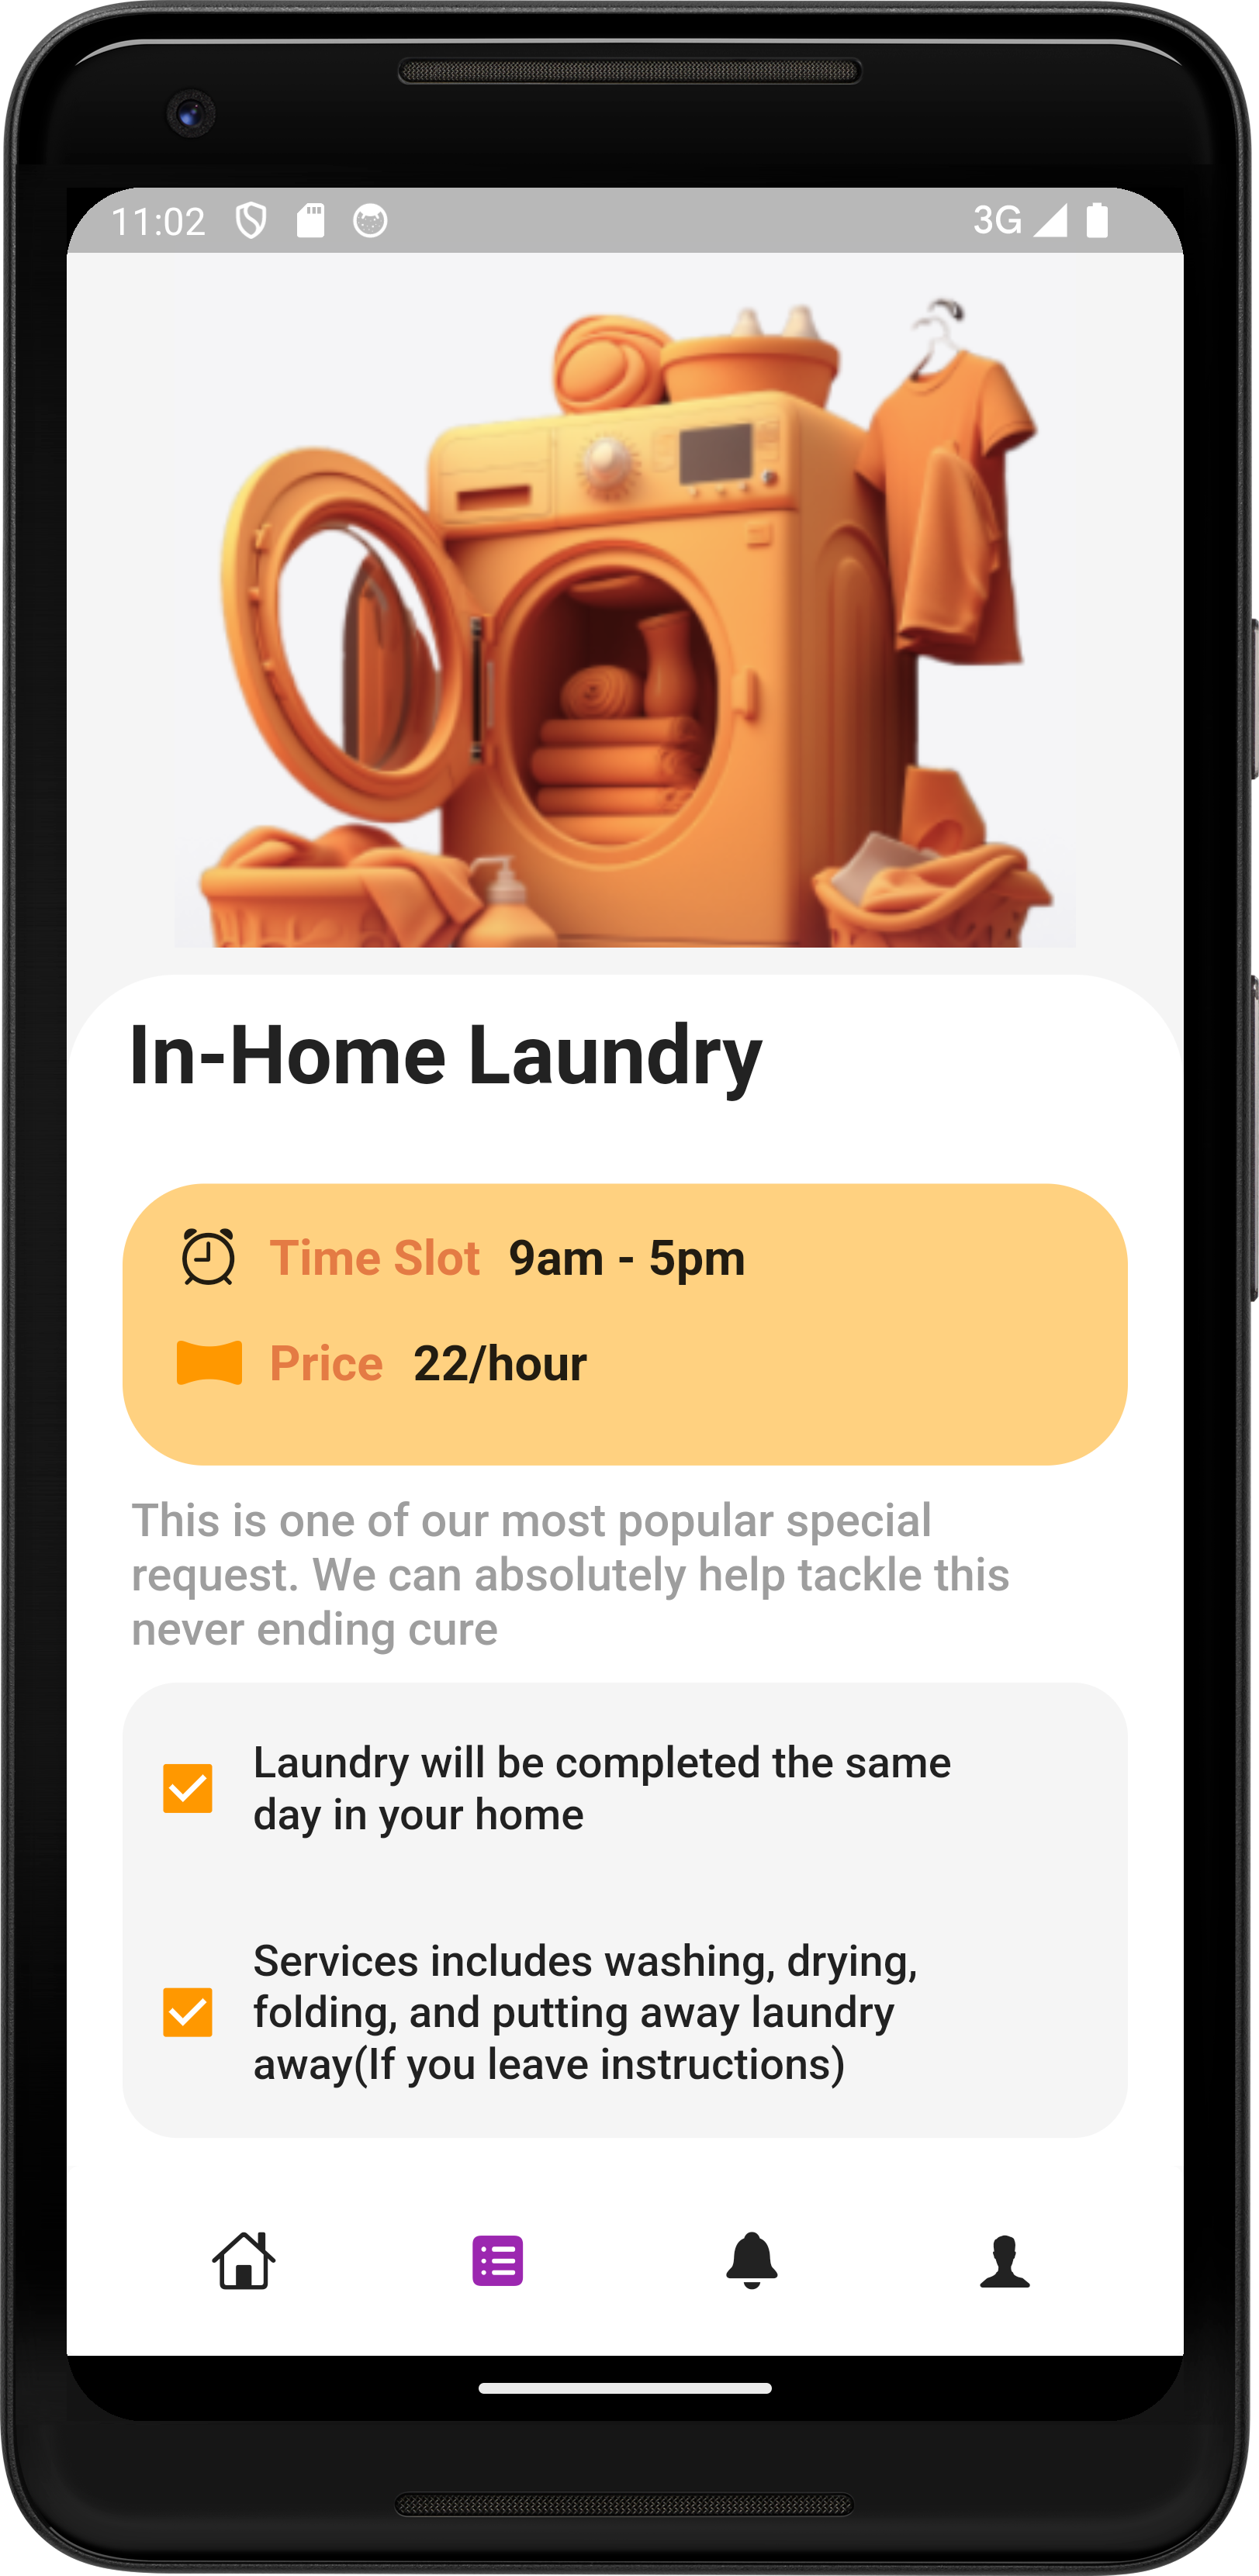 11:02
3G
In-Home Laundry
Time Slot 9am - 5pm
Price 22/hour
This is one of our most popular special
request. We can absolutely help tackle this
never ending cure
Laundry will be completed the same
day in your home
Services includes washing, drying,
folding, and putting away laundry
away(If you leave instructions)